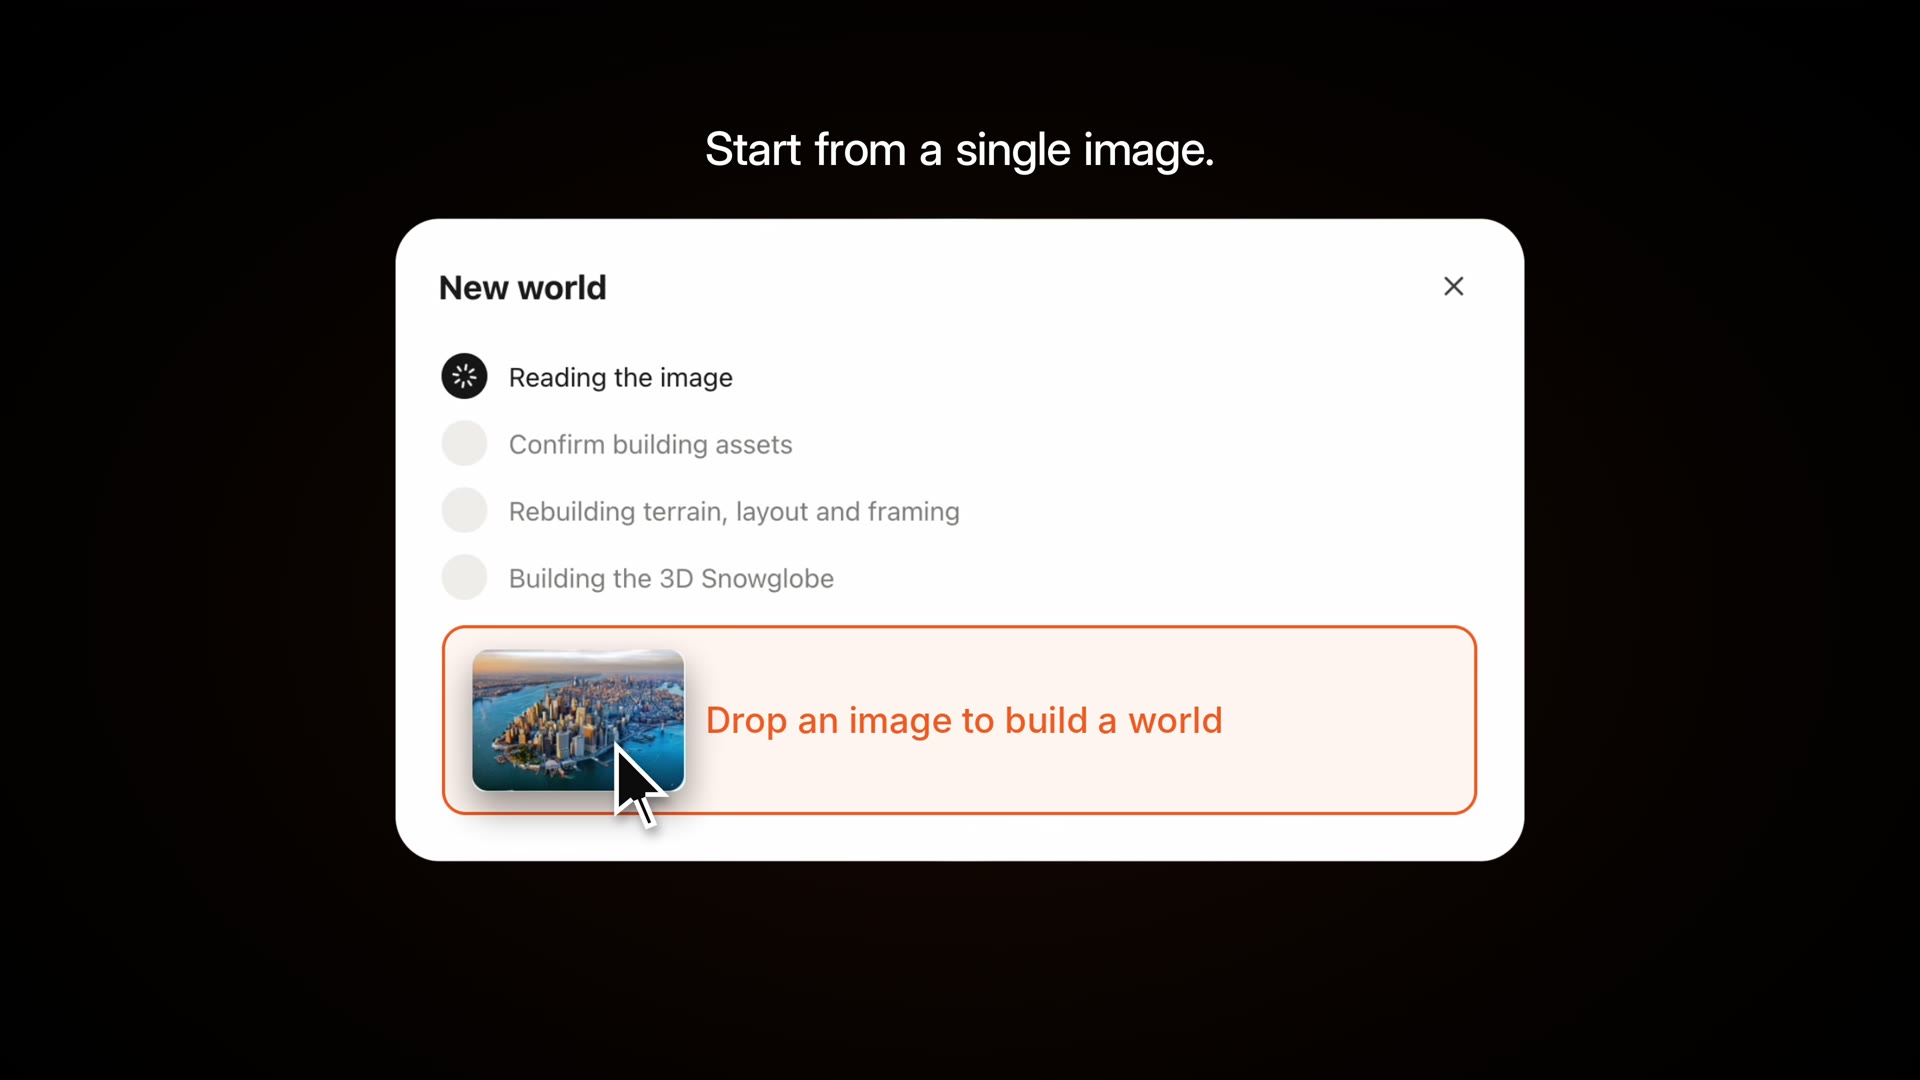 Start from a single image.
New world
Reading the image
Confirm building assets
Rebuilding terrain, layout and framing
Building the 3D Snowglobe
Drop an image to build a world